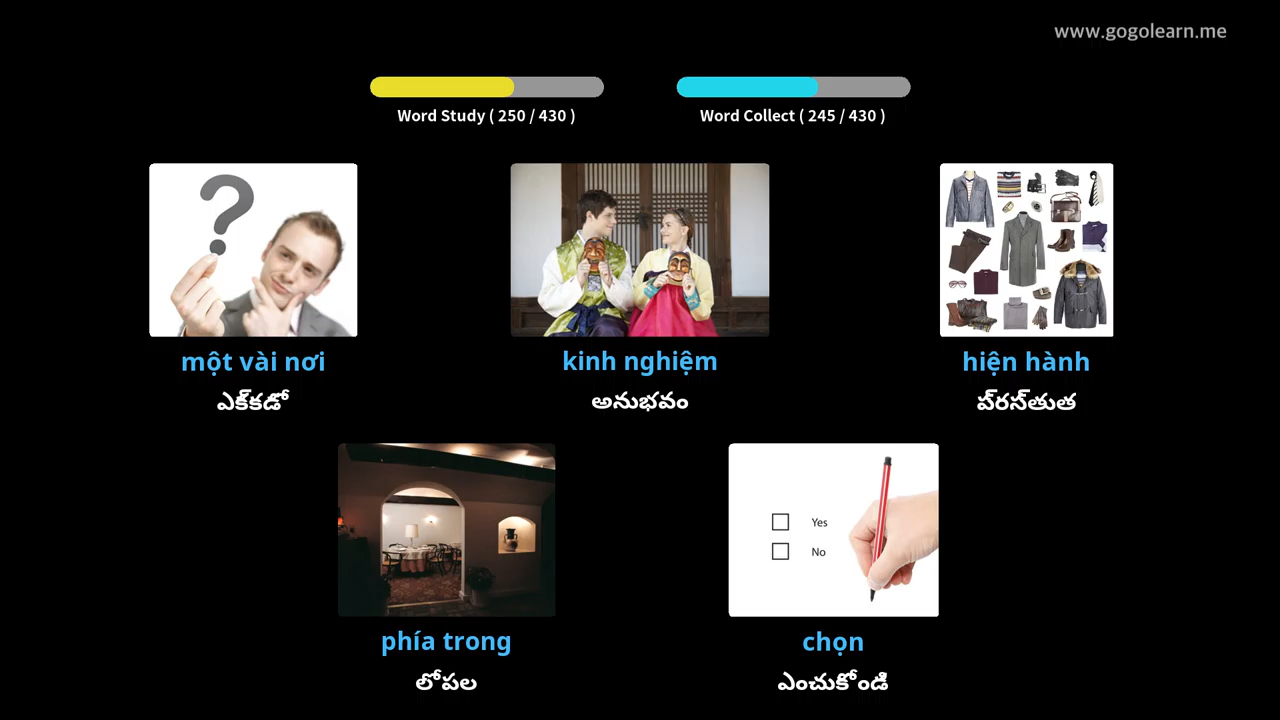 www.gogolearn.me
Word Study ( 250 / 430 )
Word Collect ( 245 / 430 )
một vài nơi
kinh nghiệm
hiện hành
ఎక్కడో
అనుభవం
ప్రస్తుత
Yes
No
phía trong
chọn
లోపల
ఎంచుకోండి